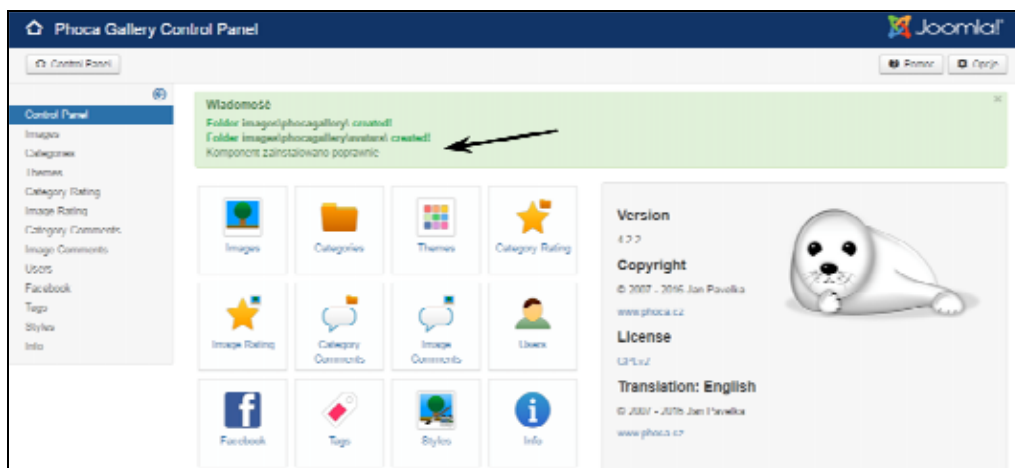 Phoca Gallery Control Panel
Joomla!
Control Panel
Pomoc
Opcje
Control Panel
Images
Categories
Themes
Category Rating
Image Rating
Category Comments
Image Comments
Users
Facebook
Tags
Styles
Info
Wiadomość
Folder images\phocagallery\ created!
Folder images\phocagallery\avatars\ created!
Komponent zainstalowano poprawnie
Images
Categories
Themes
Category Rating
Image Rating
Category
Comments
Image
Comments
Users
Facebook
Tags
Styles
Info
Version
4.2.2
Copyright
© 2007 - 2016 Jan Pavelka
www.phoca.cz
License
GPLv2
Translation: English
© 2007 - 2016 Jan Pavelka
www.phoca.cz